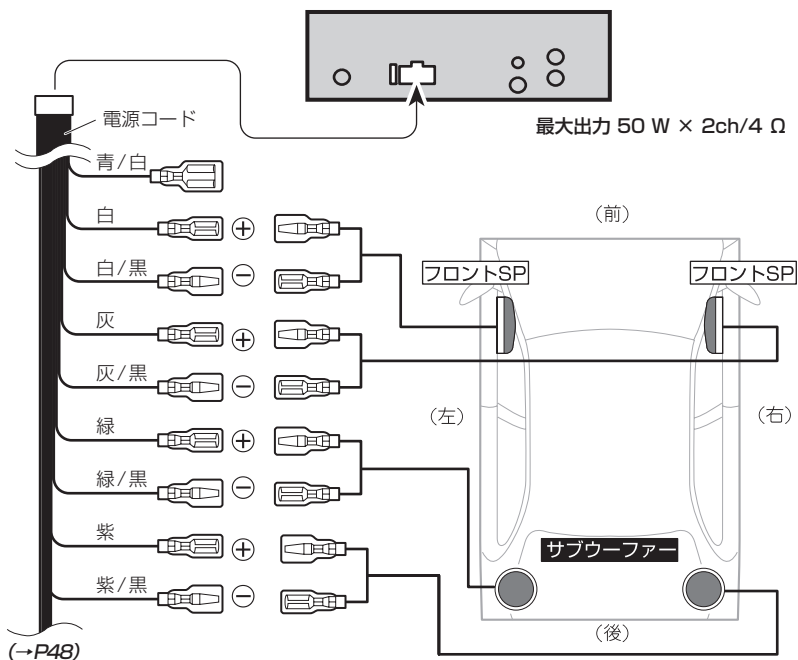 電源コード
最大出力 50 W × 2ch/4 Ω
青/白
白
⊕
白/黒
⊖
灰
⊕
灰/黒
⊖
緑
⊕
緑/黒
⊖
紫
⊕
紫/黒
⊖
(→P48)
（前）
フロントSP
フロントSP
（左）
（右）
サブウーファー
（後）